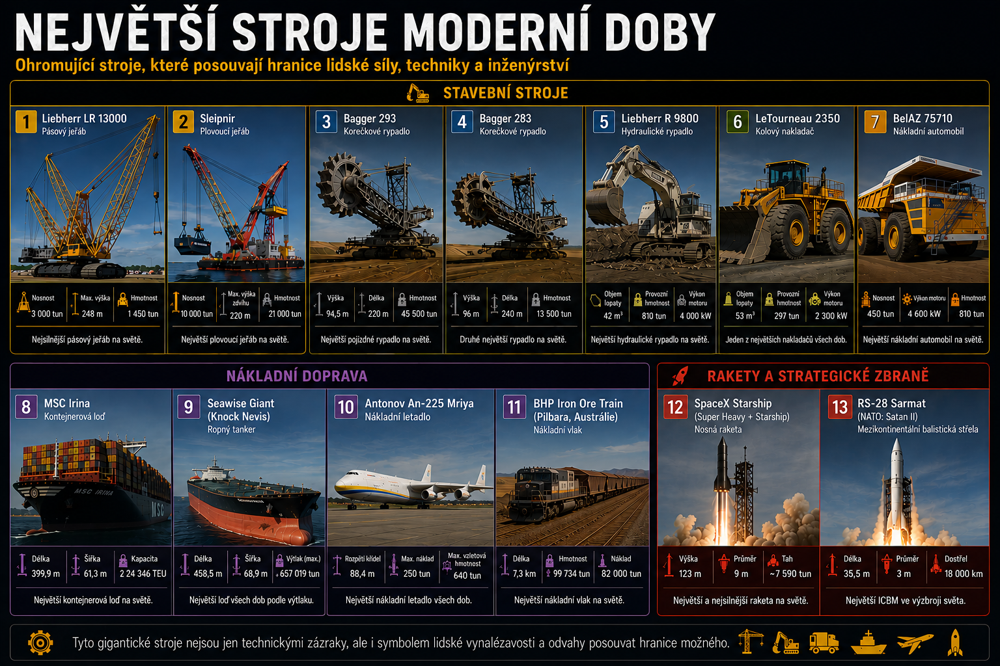 NEJVĚTŠÍ STROJE MODERNÍ DOBY
Ohromující stroje, které posouvají hranice lidské síly, techniky a inženýrství
STAVEBNÍ STROJE
1 Liebherr LR 13000
Pásový jeřáb
Nosnost Max. výška Hmotnost
3 000 tun 248 m 1 450 tun
Nejsilnější pásový jeřáb na světě.
2 Sleipnir
Plovoucí jeřáb
Nosnost Max. výška zdvihu Hmotnost
10 000 tun 220 m 21 000 tun
Největší plovoucí jeřáb na světě.
3 Bagger 293
Korečkové rypadlo
Výška Délka Hmotnost
94,5 m 220 m 45 500 tun
Největší pojízdné rypadlo na světě.
4 Bagger 283
Korečkové rypadlo
Výška Délka Hmotnost
96 m 240 m 13 500 tun
Druhé největší rypadlo na světě.
5 Liebherr R 9800
Hydraulické rypadlo
Objem lopaty Provozní hmotnost Výkon motoru
42 m³ 810 tun 4 000 kW
Největší hydraulické rypadlo na světě.
6 LeTourneau 2350
Kolový nakladač
Objem lopaty Provozní hmotnost Výkon motoru
53 m³ 297 tun 2 300 kW
Jeden z největších nakladačů všech dob.
7 BelAZ 75710
Nákladní automobil
Nosnost Výkon motoru Hmotnost
450 tun 4 600 kW 810 tun
Největší nákladní automobil na světě.
NÁKLADNÍ DOPRAVA
8 MSC Irina
Kontejnerová loď
MSC IRINA
MSC
Délka Šířka Kapacita
399,9 m 61,3 m 2 24 346 TEU
Největší kontejnerová loď na světě.
9 Seawise Giant
(Knock Nevis)
Ropný tanker
Délka Šířka Výtlak (max.)
458,5 m 68,9 m 657 019 tun
Největší loď všech dob podle výtlaku.
10 Antonov An-225 Mriya
Nákladní letadlo
Rozpětí křídel Max. náklad Max. vzletová hmotnost
88,4 m 250 tun 640 tun
Největší nákladní letadlo všech dob.
11 BHP Iron Ore Train
(Pilbara, Austrálie)
Nákladní vlak
Délka Hmotnost Náklad
7,3 km 99 734 tun 82 000 tun
Největší nákladní vlak na světě.
RAKETY A STRATEGICKÉ ZBRANĚ
12 SpaceX Starship
(Super Heavy + Starship)
Nosná raketa
Výška Průměr Tah
123 m 9 m ~7 590 tun
Největší a nejsilnější raketa na světě.
13 RS-28 Sarmat
(NATO: Satan II)
Mezikontinentální balistická střela
Délka Průměr Dostřel
35,5 m 3 m 18 000 km
Největší ICBM ve výzbroji světa.
Tyto gigantické stroje nejsou jen technickými zázraky, ale i symbolem lidské vynalézavosti a odvahy posouvat hranice možného.